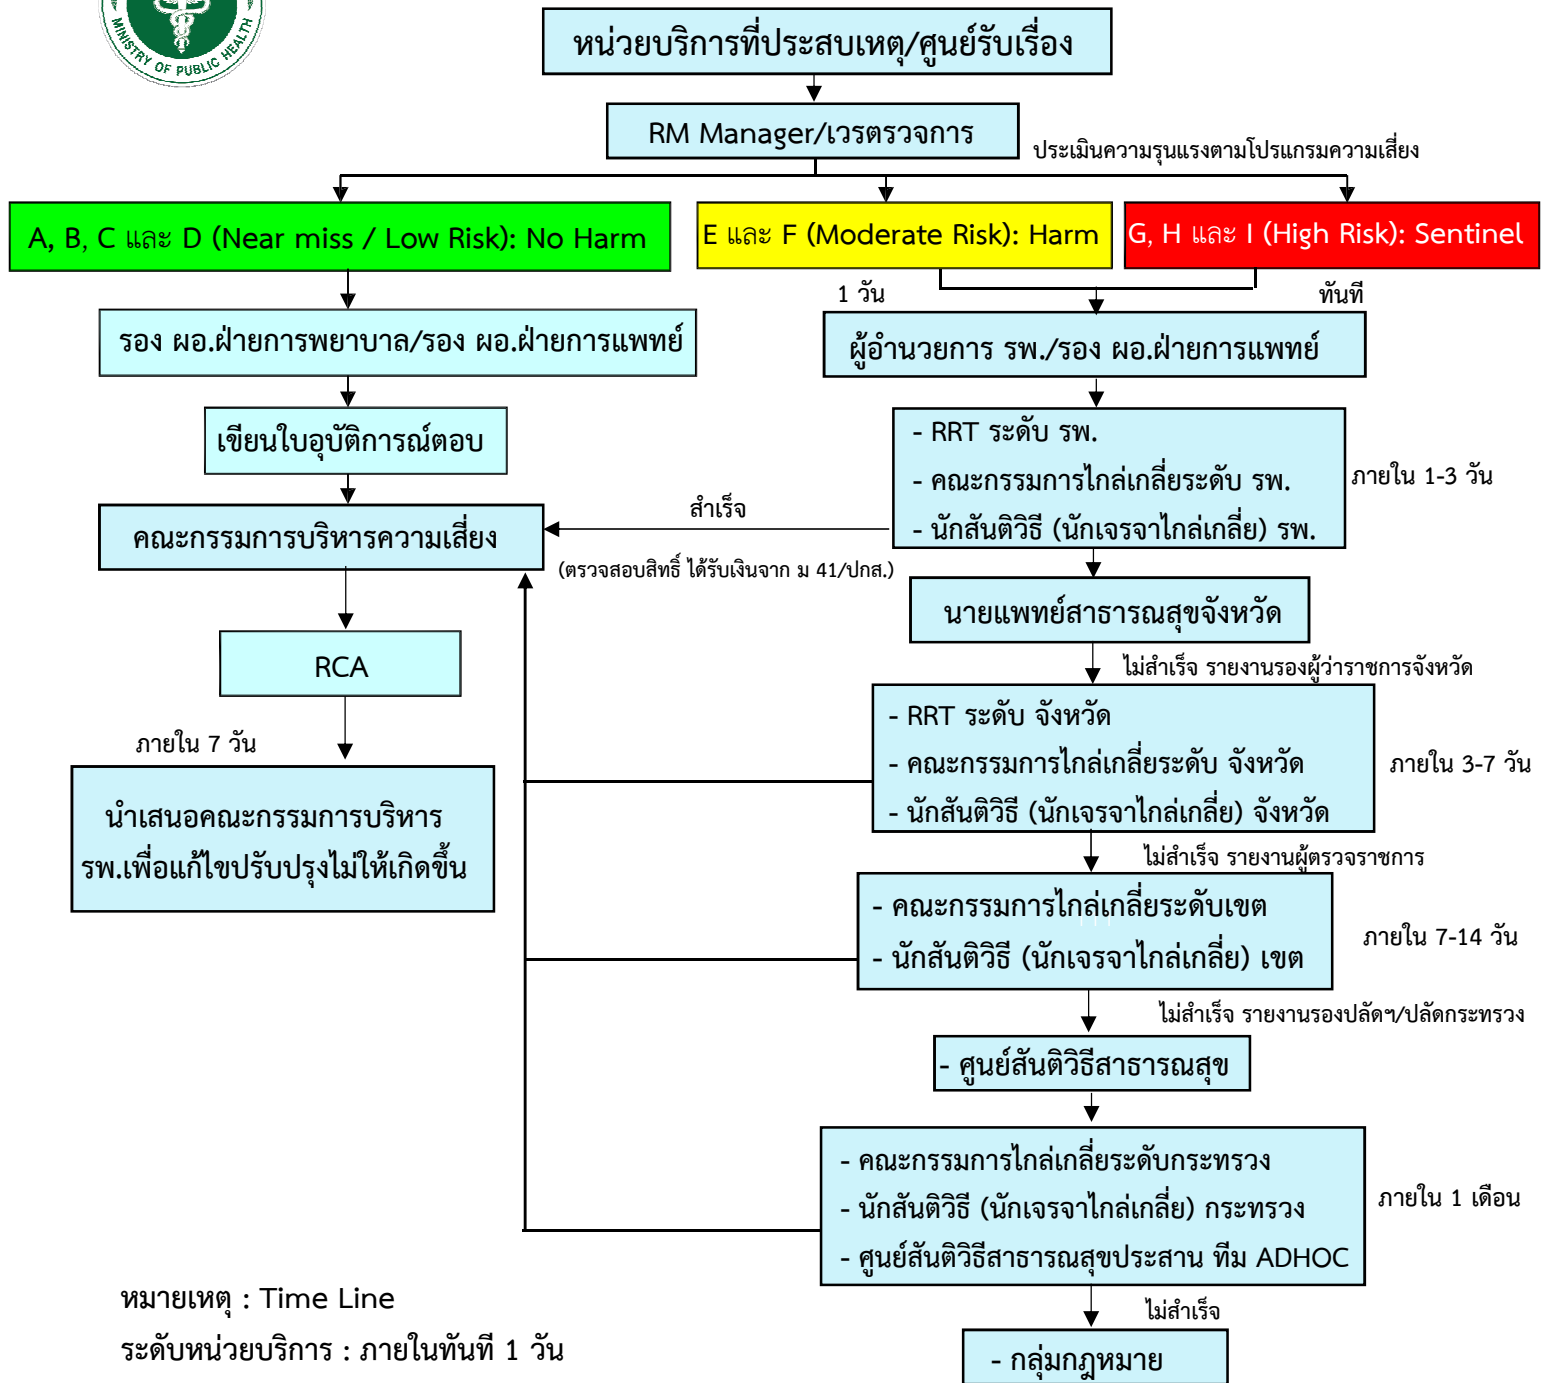 MINISTRY OF PUBLIC HEALTH
หน่วยบริการที่ประสบเหตุ/ศูนย์รับเรื่อง
RM Manager/เวรตรวจการ
ประเมินความรุนแรงตามโปรแกรมความเสี่ยง
A, B, C และ D (Near miss / Low Risk): No Harm
E และ F (Moderate Risk): Harm
G, H และ I (High Risk): Sentinel
1 วัน
ทันที
รอง ผอ.ฝ่ายการพยาบาล/รอง ผอ.ฝ่ายการแพทย์
ผู้อำนวยการ รพ./รอง ผอ.ฝ่ายการแพทย์
เขียนใบอุบัติการณ์ตอบ
- RRT ระดับ รพ.
- คณะกรรมการไกล่เกลี่ยระดับ รพ.
- นักสันติวิธี (นักเจรจาไกล่เกลี่ย) รพ.
ภายใน 1-3 วัน
สำเร็จ
คณะกรรมการบริหารความเสี่ยง
(ตรวจสอบสิทธิ์ ได้รับเงินจาก ม 41/ปกส.)
นายแพทย์สาธารณสุขจังหวัด
RCA
ไม่สำเร็จ รายงานรองผู้ว่าราชการจังหวัด
- RRT ระดับ จังหวัด
- คณะกรรมการไกล่เกลี่ยระดับ จังหวัด
- นักสันติวิธี (นักเจรจาไกล่เกลี่ย) จังหวัด
ภายใน 3-7 วัน
ภายใน 7 วัน
นำเสนอคณะกรรมการบริหาร
รพ.เพื่อแก้ไขปรับปรุงไม่ให้เกิดขึ้น
ไม่สำเร็จ รายงานผู้ตรวจราชการ
- คณะกรรมการไกล่เกลี่ยระดับเขต
- นักสันติวิธี (นักเจรจาไกล่เกลี่ย) เขต
ภายใน 7-14 วัน
ไม่สำเร็จ รายงานรองปลัดฯ/ปลัดกระทรวง
- ศูนย์สันติวิธีสาธารณสุข
- คณะกรรมการไกล่เกลี่ยระดับกระทรวง
- นักสันติวิธี (นักเจรจาไกล่เกลี่ย) กระทรวง
- ศูนย์สันติวิธีสาธารณสุขประสาน ทีม ADHOC
ภายใน 1 เดือน
ไม่สำเร็จ
- กลุ่มกฎหมาย
หมายเหตุ : Time Line
ระดับหน่วยบริการ : ภายในทันที 1 วัน